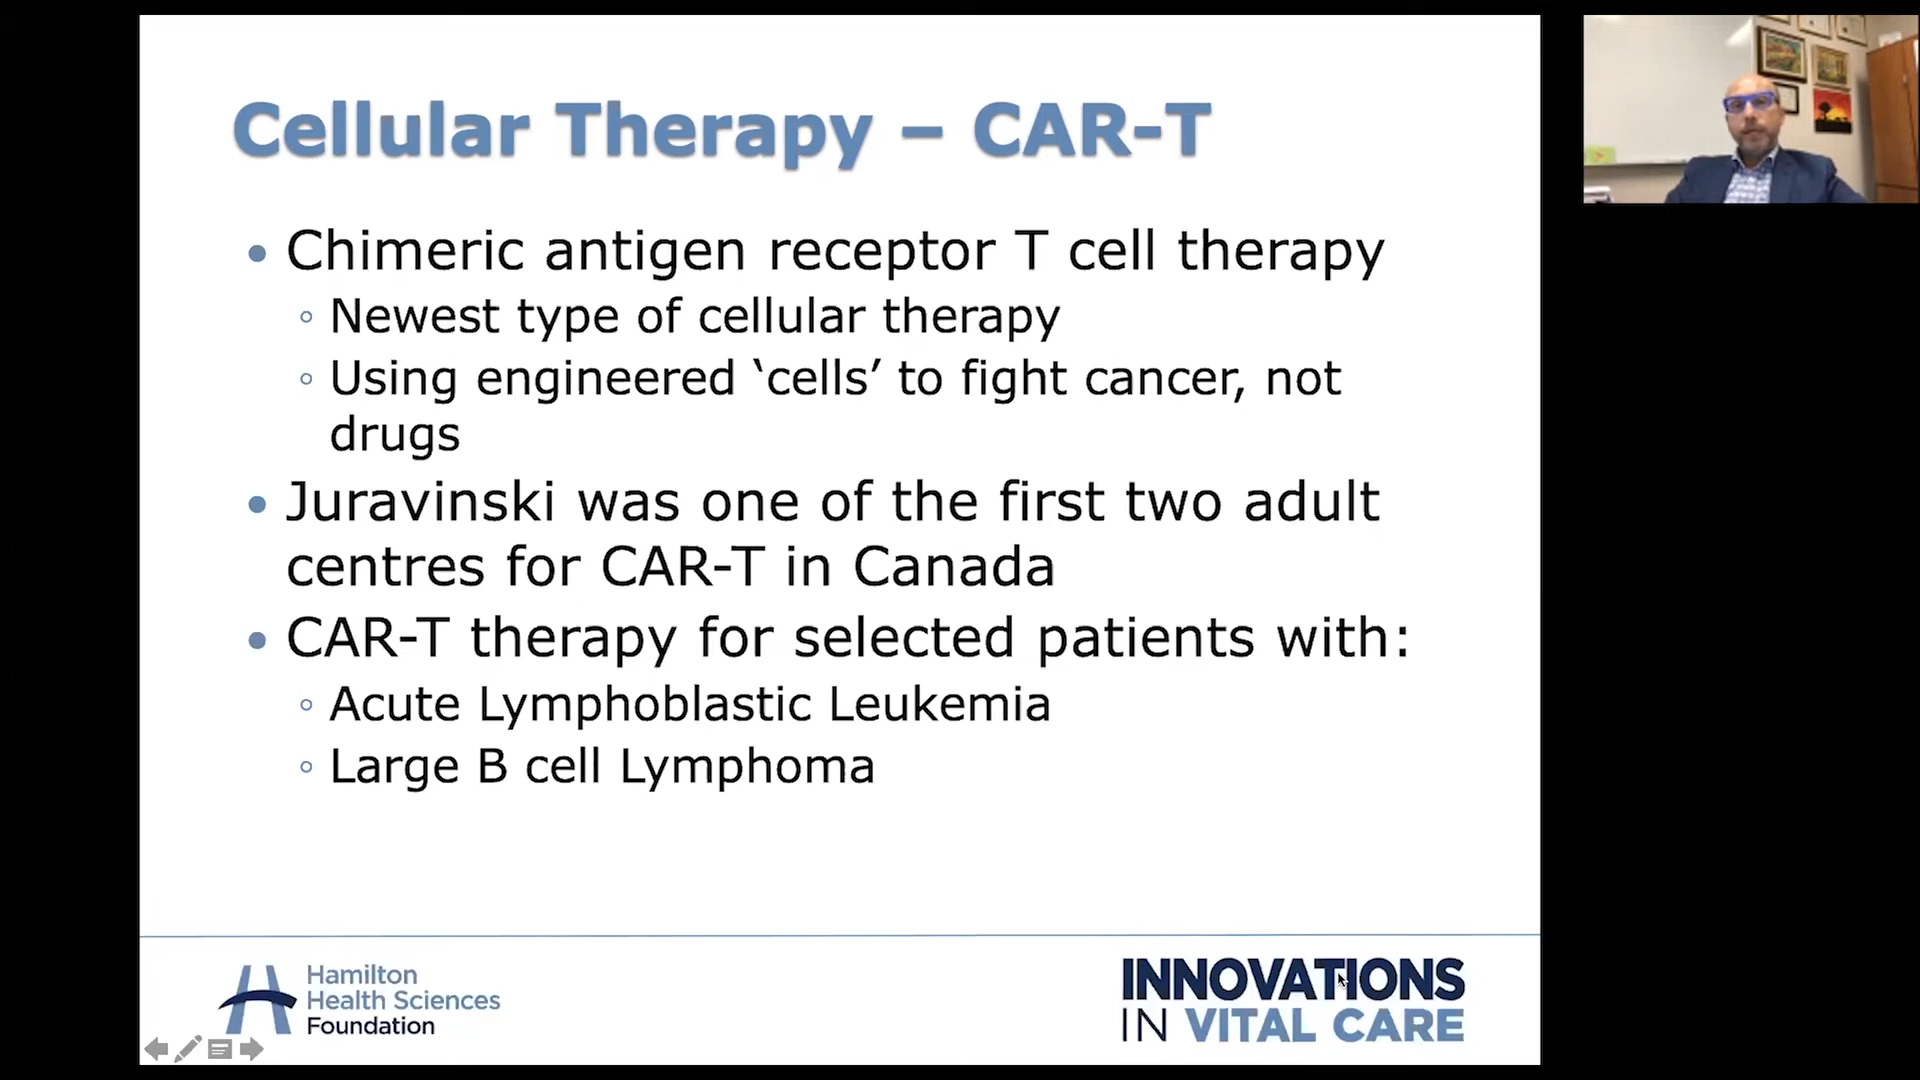 Cellular Therapy – CAR-T
• Chimeric antigen receptor T cell therapy
◦ Newest type of cellular therapy
◦ Using engineered ‘cells’ to fight cancer, not
drugs
• Juravinski was one of the first two adult
centres for CAR-T in Canada
• CAR-T therapy for selected patients with:
◦ Acute Lymphoblastic Leukemia
◦ Large B cell Lymphoma
Hamilton
Health Sciences
Foundation
INNOVATIONS
IN VITAL CARE